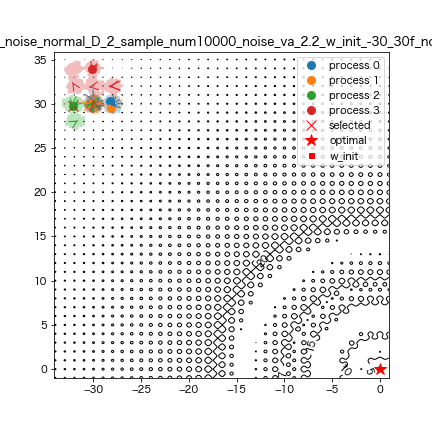 _noise_normal_D_2_sample_num10000_noise_va_2.2_w_init_-30_30f_no
35
30
25
20
15
10
5
0
−30
−25
−20
−15
−10
−5
0
process 0
process 1
process 2
process 3
selected
optimal
w_init